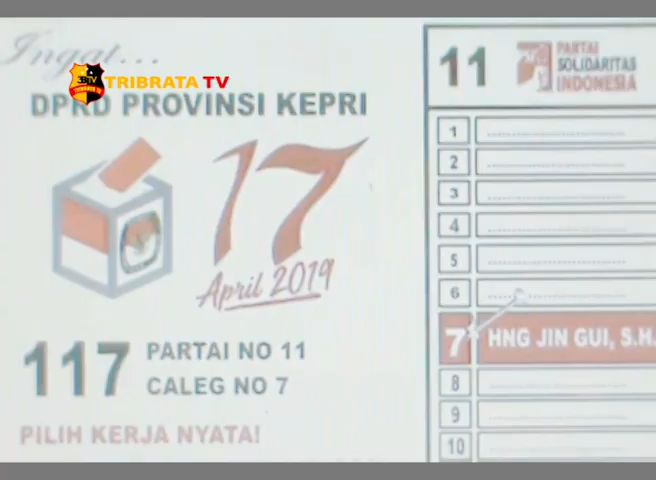 Ingat...
TRIBRATA TV
DPRD PROVINSI KEPRI
17
April 2019
117
PARTAI NO 11
CALEG NO 7
PILIH KERJA NYATA!
11
PARTAI
SOLIDARITAS
INDONESIA
1
2
3
4
5
6
7 HNG JIN GUI, S.H.
8
9
10